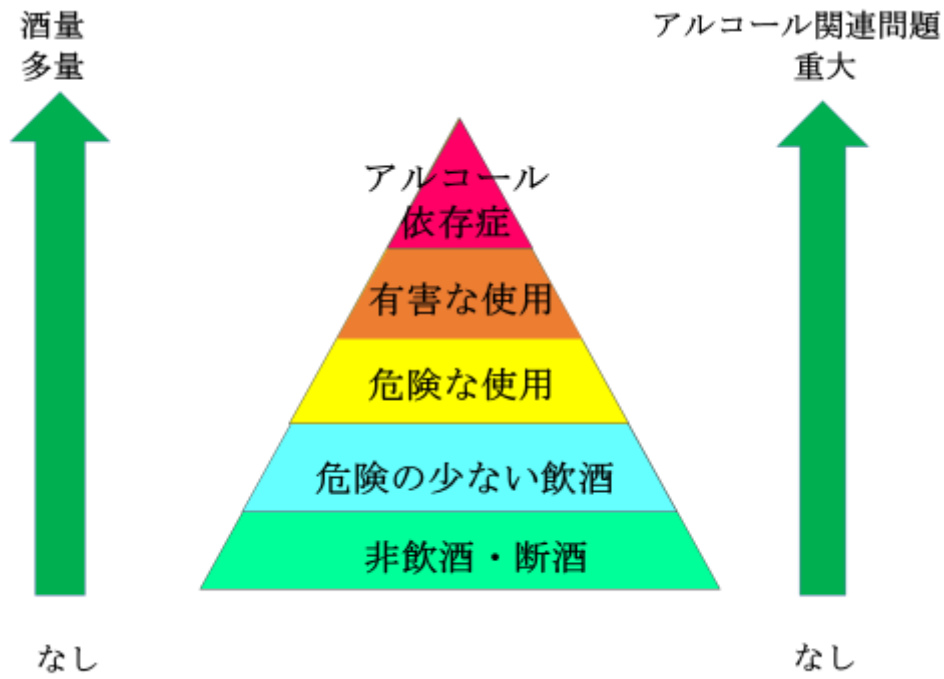 酒量
多量
アルコール関連問題
重大
アルコール
依存症
有害な使用
危険な使用
危険の少ない飲酒
非飲酒・断酒
なし
なし